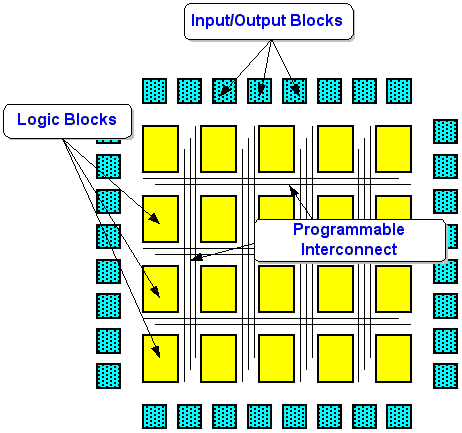 Input/Output Blocks
Logic Blocks
Programmable
Interconnect